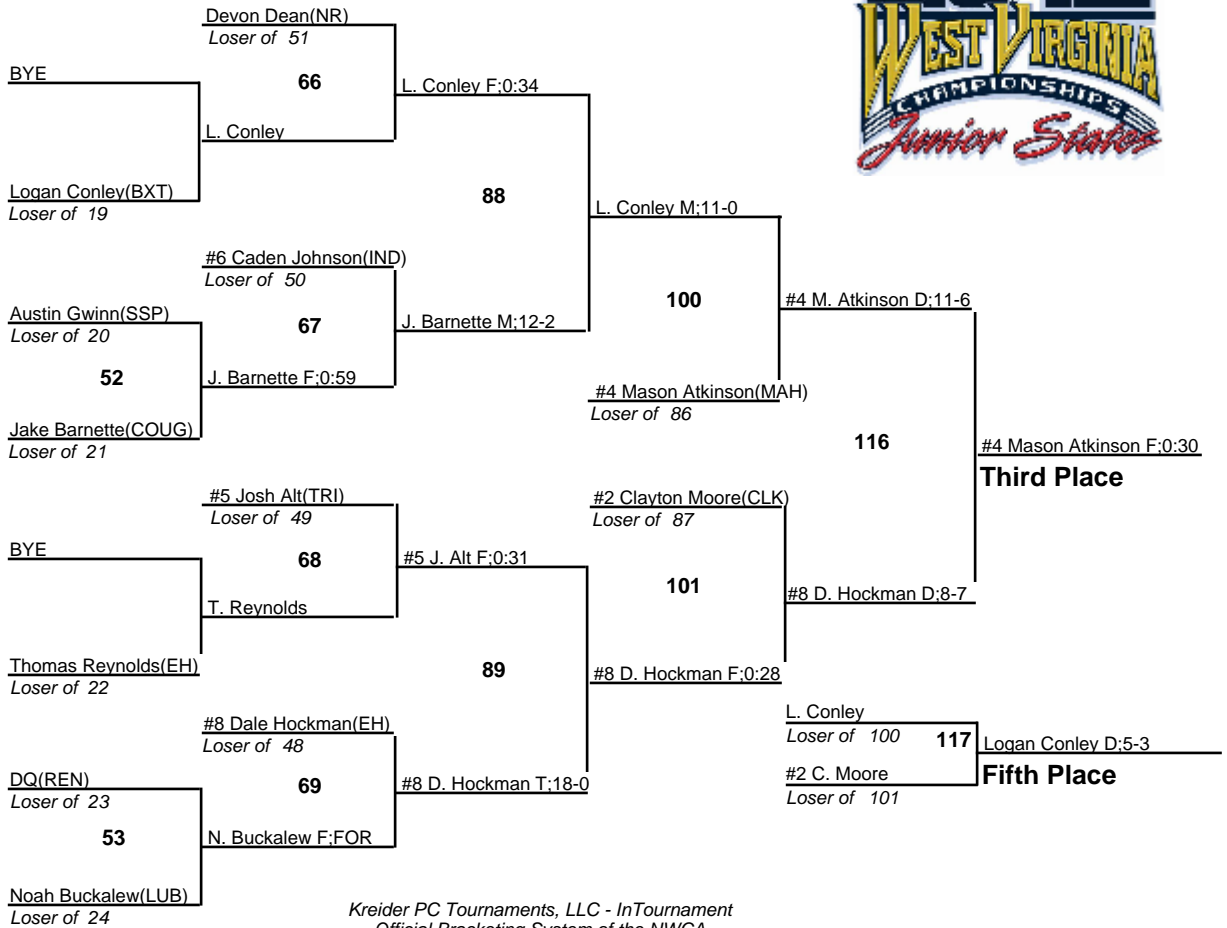 WEST VIRGINIA
CHAMPIONSHIPS
Junior States
Devon Dean(NR)
Loser of 51
BYE
66
L. Conley F;0:34
L. Conley
Logan Conley(BXT)
Loser of 19
88
L. Conley M;11-0
#6 Caden Johnson(IND)
Loser of 50
100
#4 M. Atkinson D;11-6
Austin Gwinn(SSP)
Loser of 20
67
J. Barnette M;12-2
52
J. Barnette F;0:59
#4 Mason Atkinson(MAH)
Loser of 86
Jake Barnette(COUG)
Loser of 21
116
#4 Mason Atkinson F;0:30
Third Place
#5 Josh Alt(TRI)
Loser of 49
#2 Clayton Moore(CLK)
Loser of 87
BYE
68
#5 J. Alt F;0:31
101
T. Reynolds
#8 D. Hockman D;8-7
Thomas Reynolds(EH)
Loser of 22
89
#8 D. Hockman F;0:28
#8 Dale Hockman(EH)
Loser of 48
L. Conley
Loser of 100
117
Logan Conley D;5-3
Fifth Place
DQ(REN)
Loser of 23
69
#8 D. Hockman T;18-0
#2 C. Moore
Loser of 101
53
N. Buckalew F;FOR
Noah Buckalew(LUB)
Loser of 24
Kreider PC Tournaments, LLC - InTournament
Official Bracketing System of the NWCA